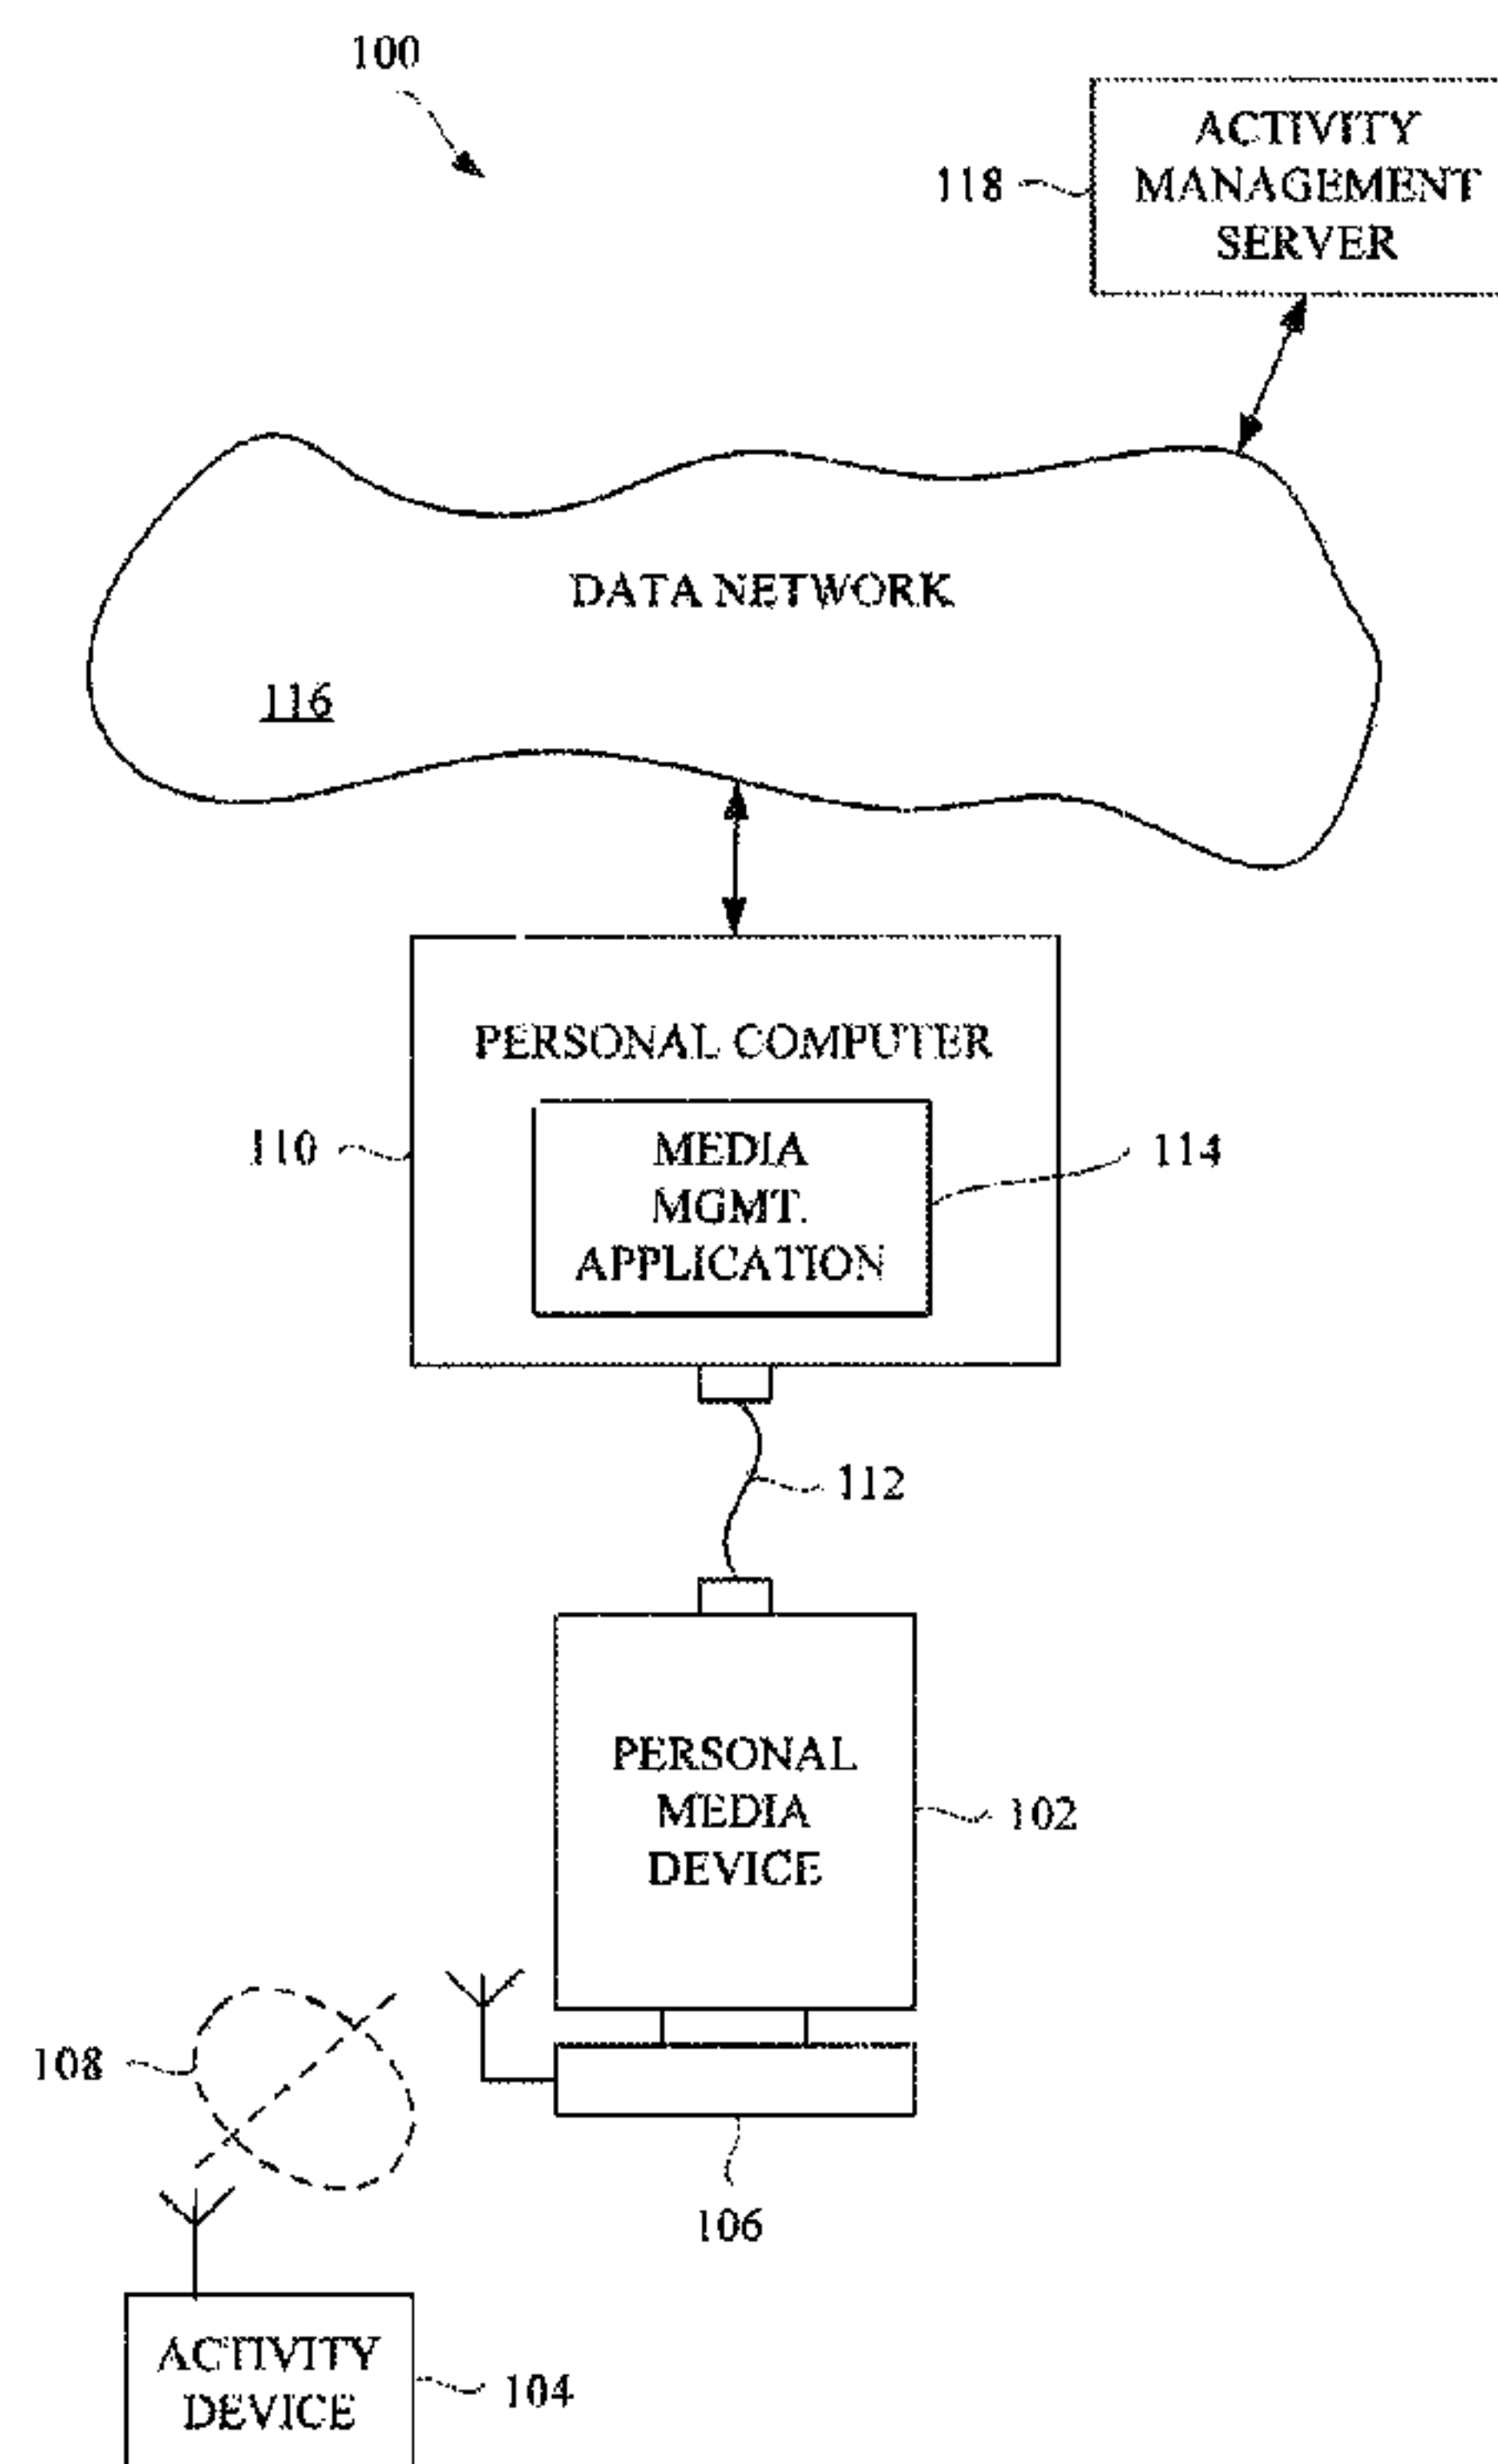 100
ACTIVITY
MANAGEMENT
SERVER
118
DATA NETWORK
116
PERSONAL COMPUTER
110
MEDIA
MGMT.
APPLICATION
114
112
PERSONAL
MEDIA
DEVICE
102
108
106
ACTIVITY
DEVICE
104